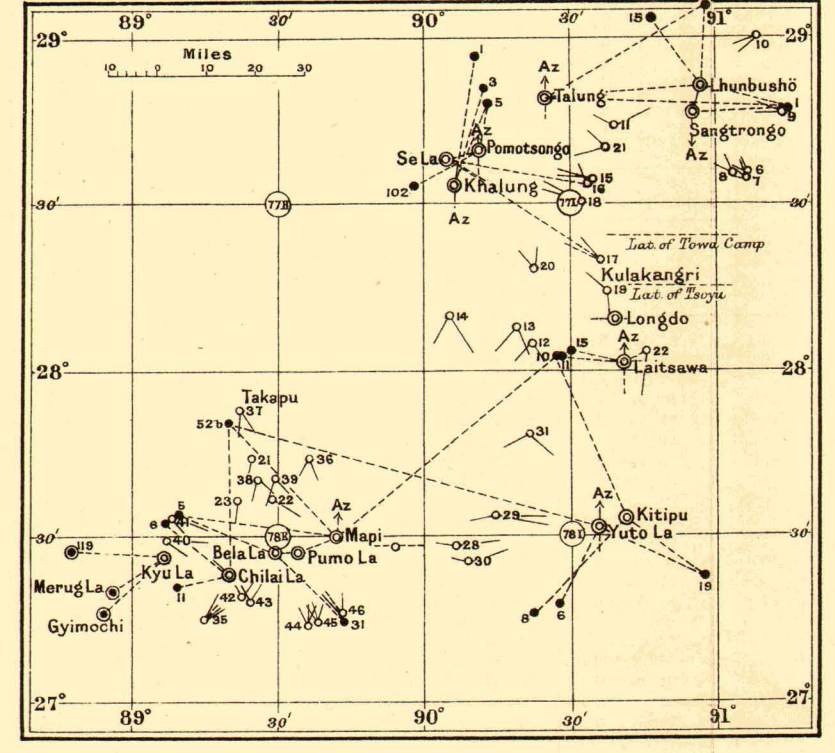 89° 30' 90° 30' 91°
29° 29°
Miles
10 0 10 20 30
15
10
1
Az
3
Talung
Lhunbushö
5
1
9
11
Sangtrongo
Az
Pomotsongo
21
Az
Se La
Khalung
15
16
8
6
7
102
18
Az
30' 77H 77L 30'
Lat. of Towa Camp
17
20
Kulakangri
19
Lat. of Tsoyu
14
Longdo
13
12
10
11
15
Az
22
Laitsawa
28° 28°
Takapu
37
52b
31
21
36
38
39
23
22
5
6
41
Az
29
Az
Kitipu
30' 78E Mapi 78I Yuto La 30'
40
28
119
Bela La
Pumo La
30
Kyu La
Chilai La
19
Merug La
11
42
43
46
Gyimochi
35
44
45
31
8
6
27° 27°
89° 30' 90° 30' 91°